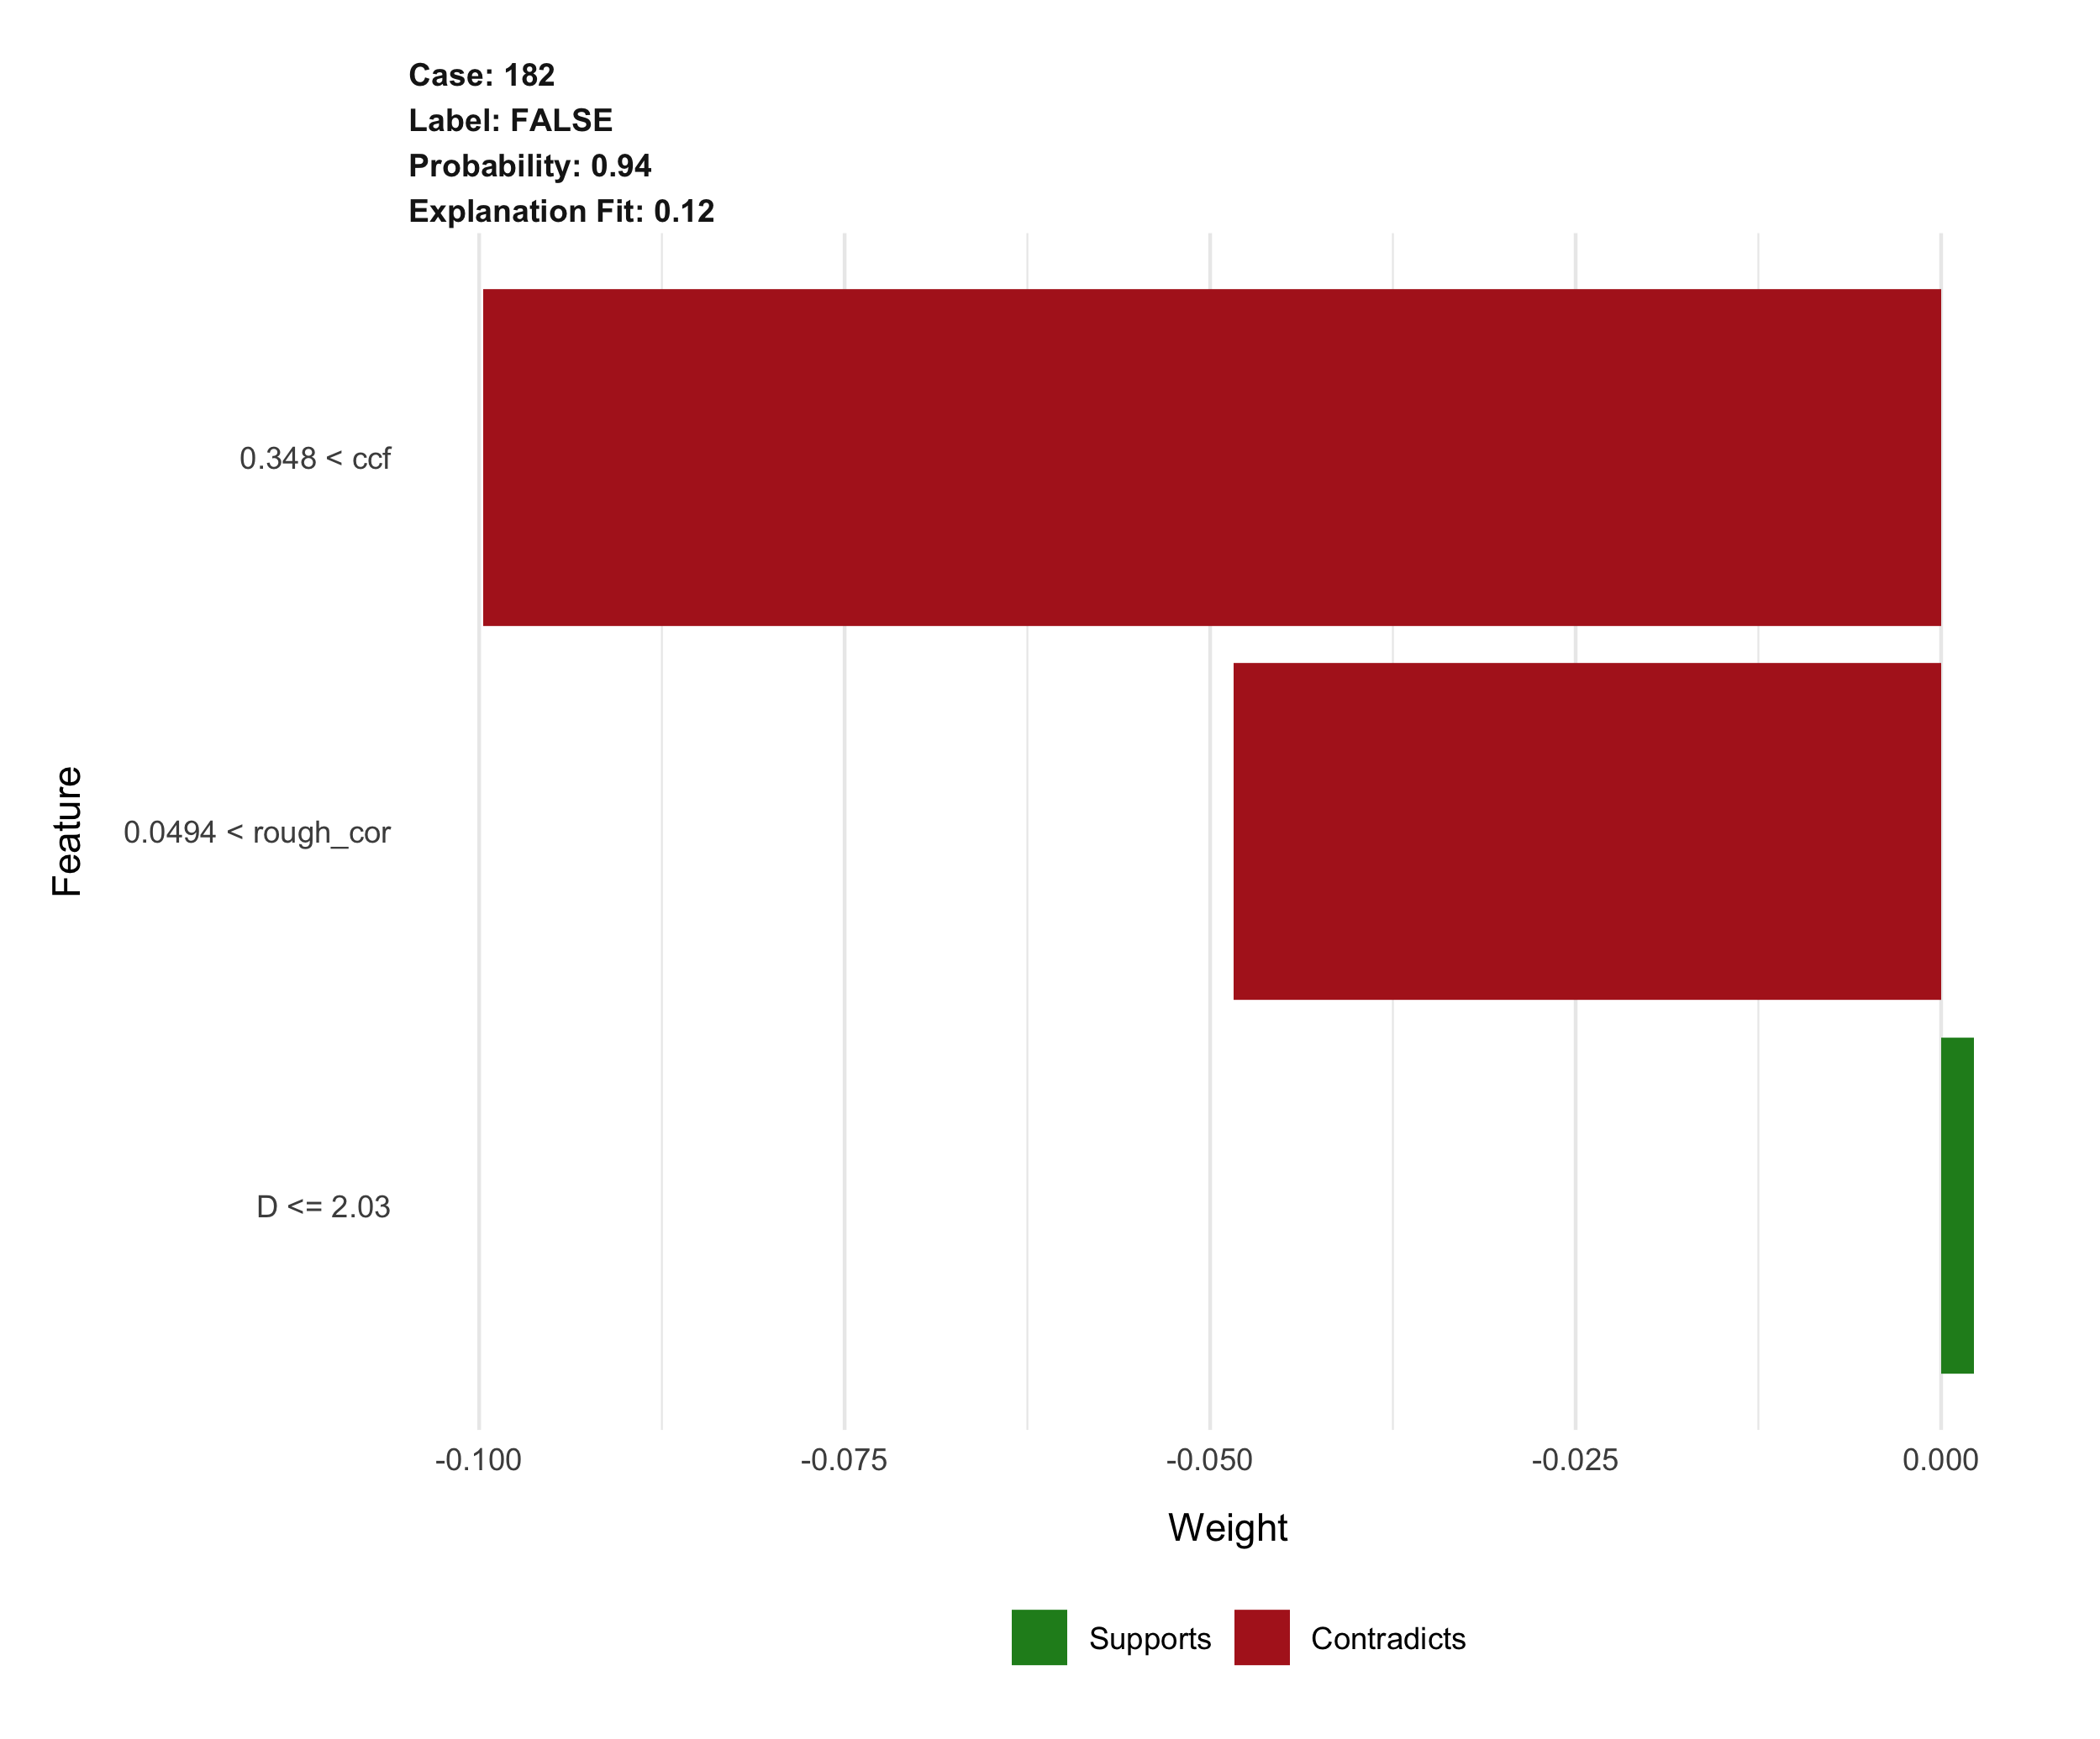 Case: 182
Label: FALSE
Probability: 0.94
Explanation Fit: 0.12
0.348 < ccf
0.0494 < rough_cor
D <= 2.03
Feature
-0.100 -0.075 -0.050 -0.025 0.000
Weight
Supports Contradicts